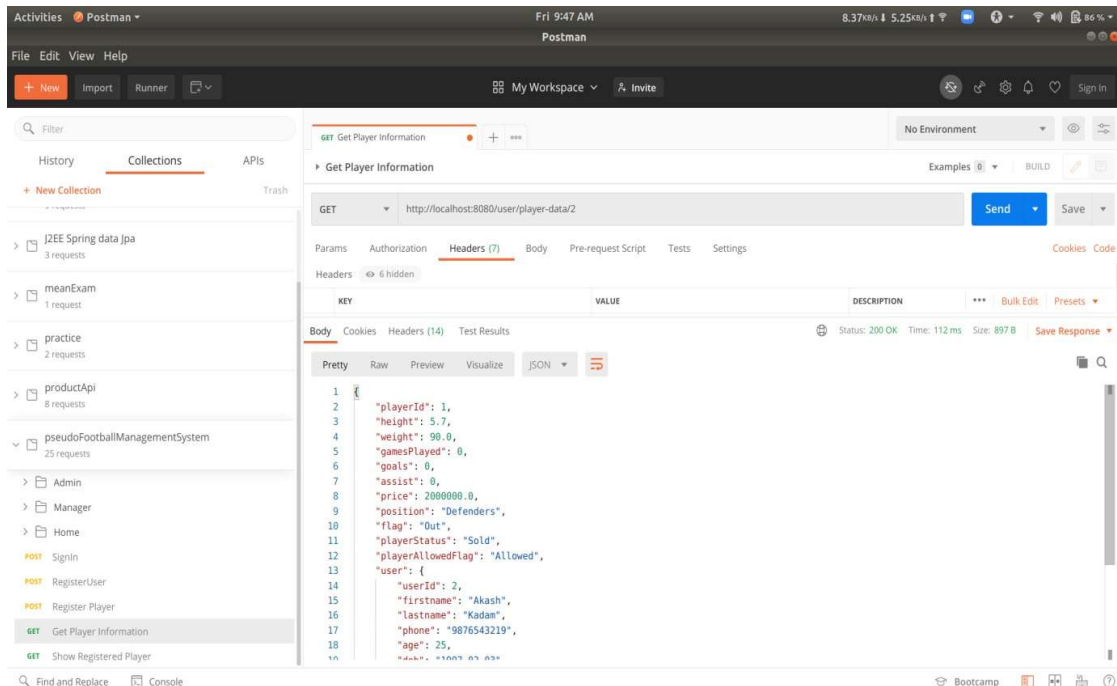 Activities Postman Fri 9:47 AM 8.37KB/s 5.25KB/s 86 %
Postman
File Edit View Help
+ New Import Runner My Workspace Invite Sign In
Filter
History Collections APIs
+ New Collection Trash
J2EE Spring data Jpa
3 requests
meanExam
1 request
practice
2 requests
productApi
8 requests
pseudoFootballManagementSystem
25 requests
Admin
Manager
Home
POST SignIn
POST RegisterUser
POST Register Player
GET Get Player Information
GET Show Registered Player
GET Get Player Information + ••• No Environment
Get Player Information Examples 0 BUILD
GET http://localhost:8080/user/player-data/2 Send Save
Params Authorization Headers (7) Body Pre-request Script Tests Settings Cookies Code
Headers 6 hidden
KEY VALUE DESCRIPTION ••• Bulk Edit Presets
Body Cookies Headers (14) Test Results Status: 200 OK Time: 112 ms Size: 897 B Save Response
Pretty Raw Preview Visualize JSON
1 {
2 "playerId": 1,
3 "height": 5.7,
4 "weight": 90.0,
5 "gamesPlayed": 0,
6 "goals": 0,
7 "assist": 0,
8 "price": 2000000.0,
9 "position": "Defenders",
10 "flag": "Out",
11 "playerStatus": "Sold",
12 "playerAllowedFlag": "Allowed",
13 "user": {
14 "userId": 2,
15 "firstname": "Akash",
16 "lastname": "Kadam",
17 "phone": "9876543219",
18 "age": 25,
Find and Replace Console Bootcamp